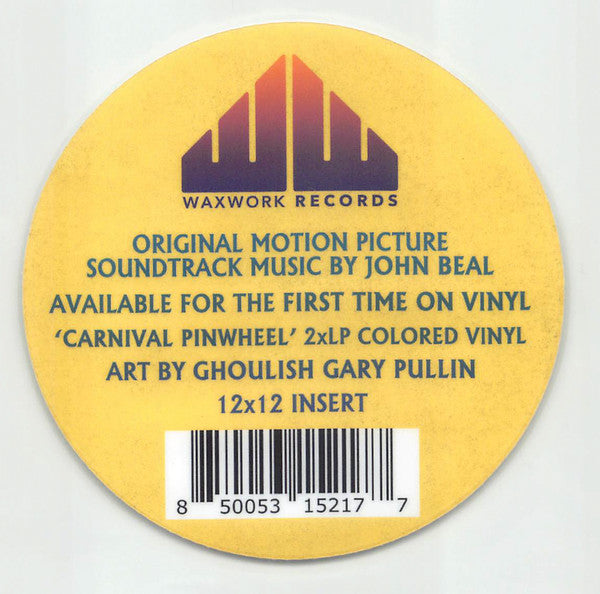 WAXWORK RECORDS
ORIGINAL MOTION PICTURE
SOUNDTRACK MUSIC BY JOHN BEAL
AVAILABLE FOR THE FIRST TIME ON VINYL
'CARNIVAL PINWHEEL' 2xLP COLORED VINYL
ART BY GHOULISH GARY PULLIN
12x12 INSERT
8 50053 15217 7